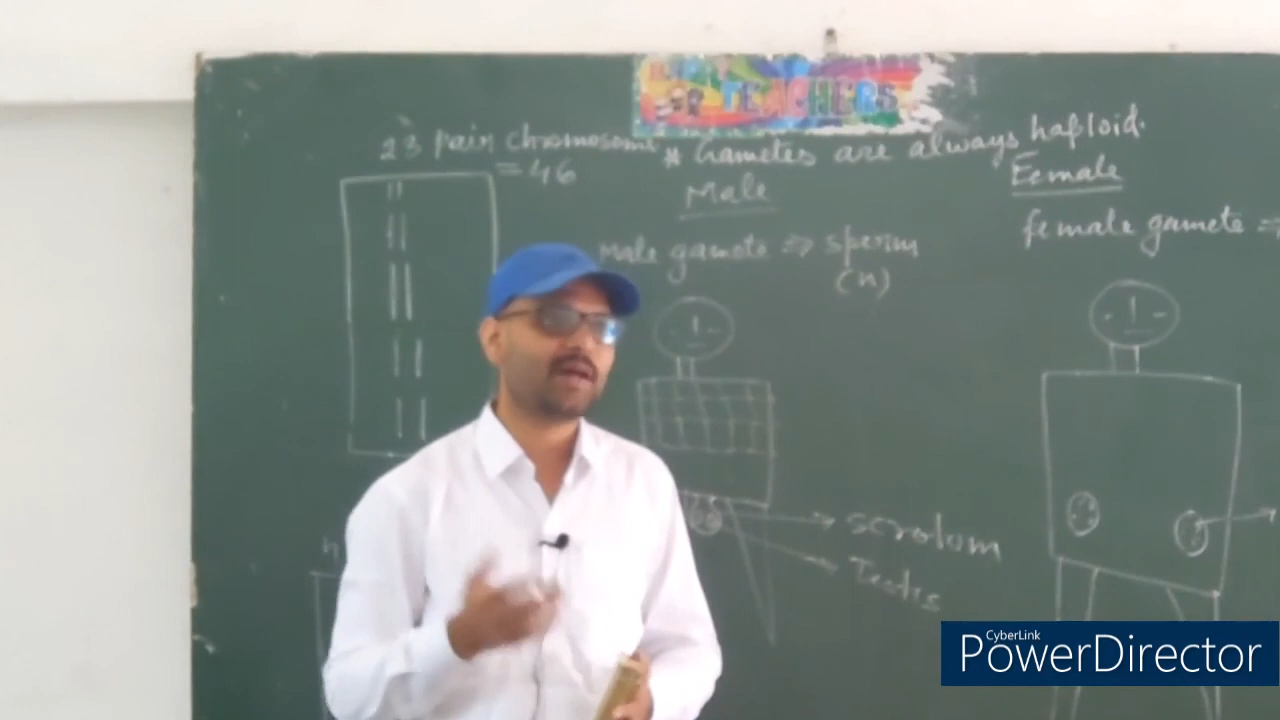 TEACHERS
23 pair chromosome
= 46
* Gametes are always haploid.
Male
Female
male gamete ⇒ sperm
(n)
female gamete ⇒
scrotum
Testis
CyberLink
PowerDirector